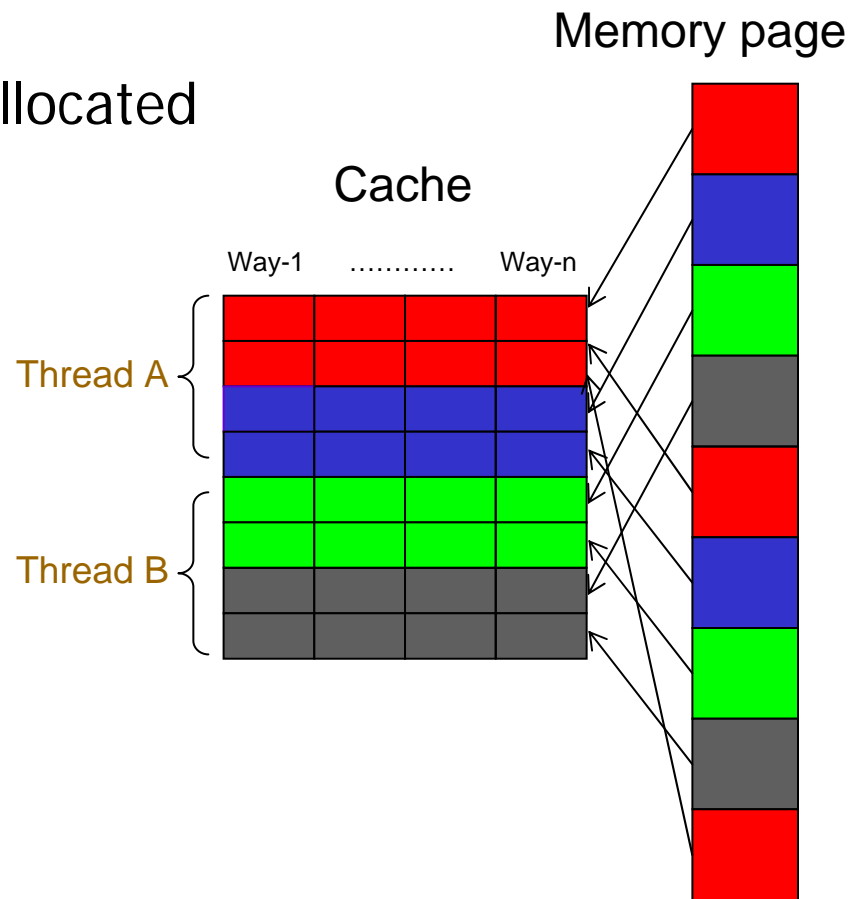 Memory page
llocated
Cache
Way-1 ………… Way-n
Thread A
Thread B